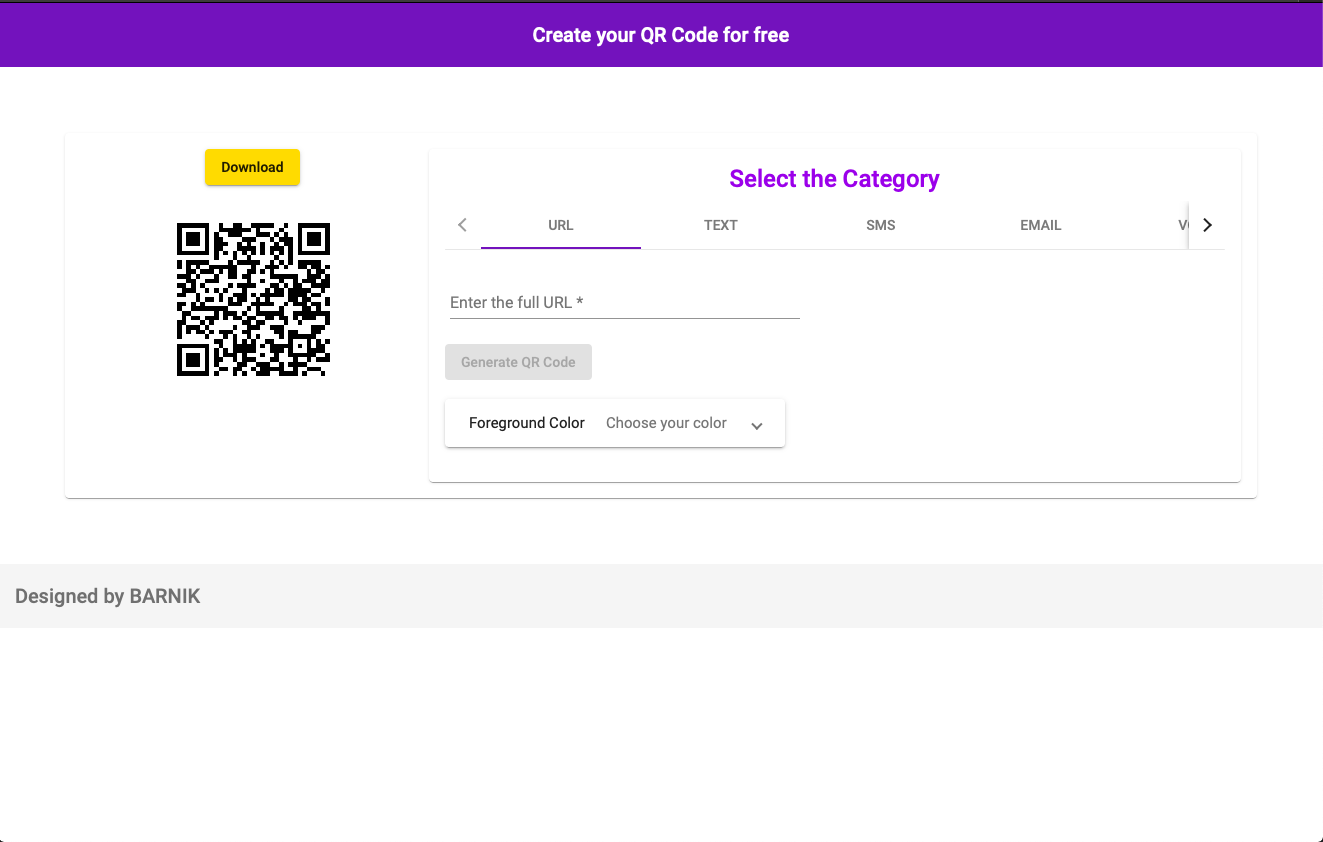 Create your QR Code for free
Download
Select the Category
URL TEXT SMS EMAIL
Enter the full URL *
Generate QR Code
Foreground Color Choose your color
Designed by BARNIK